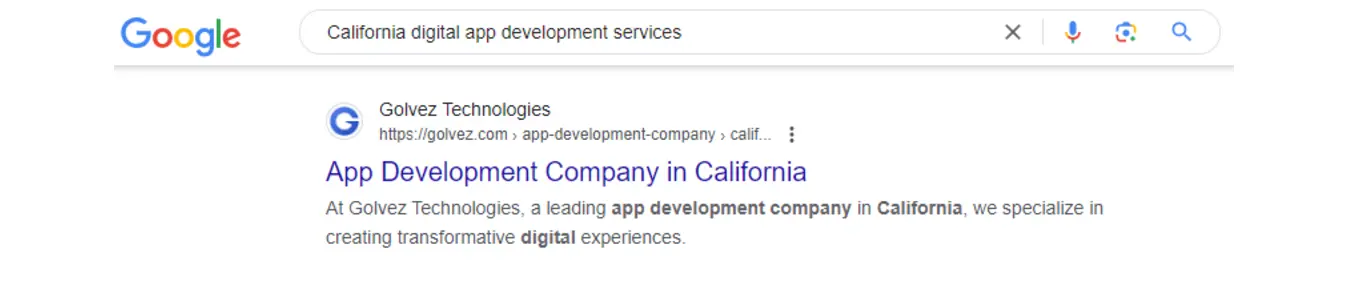 Google
California digital app development services
G
Golvez Technologies
https://golvez.com › app-development-company › calif...
App Development Company in California
At Golvez Technologies, a leading app development company in California, we specialize in
creating transformative digital experiences.